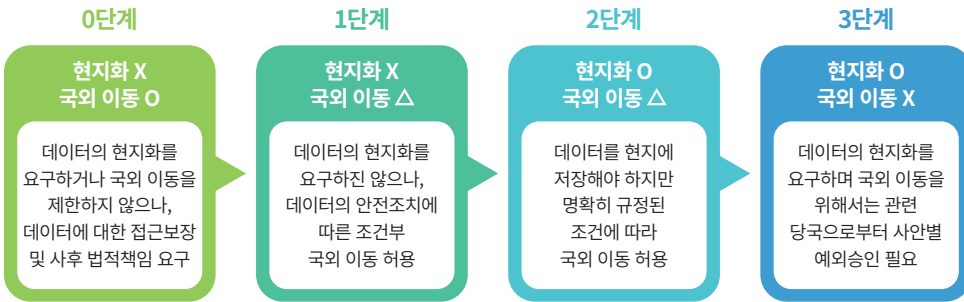 0단계
현지화 X
국외 이동 O
데이터의 현지화를
요구하거나 국외 이동을
제한하지 않으나,
데이터에 대한 접근보장
및 사후 법적책임 요구
1단계
현지화 X
국외 이동 △
데이터의 현지화를
요구하진 않으나,
데이터의 안전조치에
따른 조건부
국외 이동 허용
2단계
현지화 O
국외 이동 △
데이터를 현지에
저장해야 하지만
명확히 규정된
조건에 따라
국외 이동 허용
3단계
현지화 O
국외 이동 X
데이터의 현지화를
요구하며 국외 이동을
위해서는 관련
당국으로부터 사안별
예외승인 필요